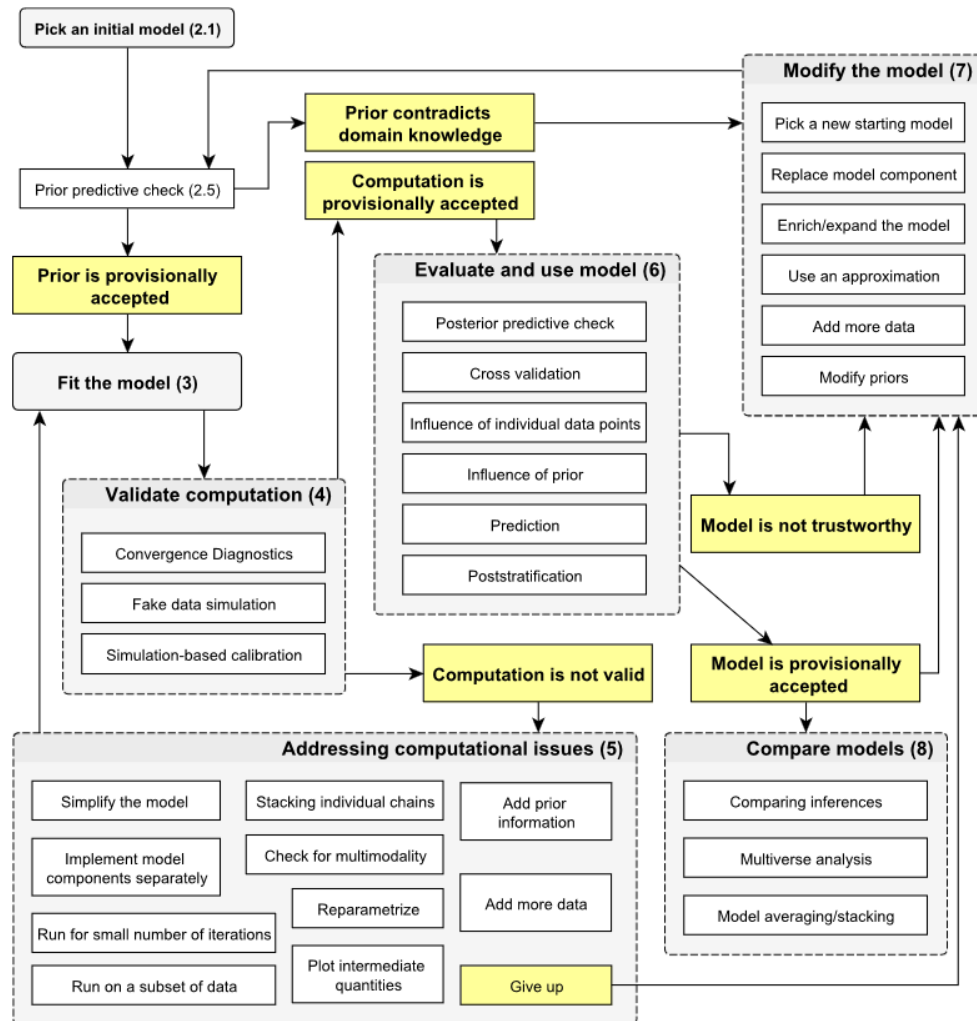 Pick an initial model (2.1)
Modify the model (7)
Prior contradicts
domain knowledge
Pick a new starting model
Replace model component
Enrich/expand the model
Use an approximation
Add more data
Modify priors
Prior predictive check (2.5)
Computation is
provisionally accepted
Prior is provisionally
accepted
Evaluate and use model (6)
Posterior predictive check
Cross validation
Influence of individual data points
Influence of prior
Prediction
Poststratification
Fit the model (3)
Validate computation (4)
Convergence Diagnostics
Fake data simulation
Simulation-based calibration
Model is not trustworthy
Computation is not valid
Model is provisionally
accepted
Addressing computational issues (5)
Simplify the model
Implement model
components separately
Run for small number of iterations
Run on a subset of data
Stacking individual chains
Check for multimodality
Reparametrize
Plot intermediate
quantities
Add prior
information
Add more data
Give up
Compare models (8)
Comparing inferences
Multiverse analysis
Model averaging/stacking